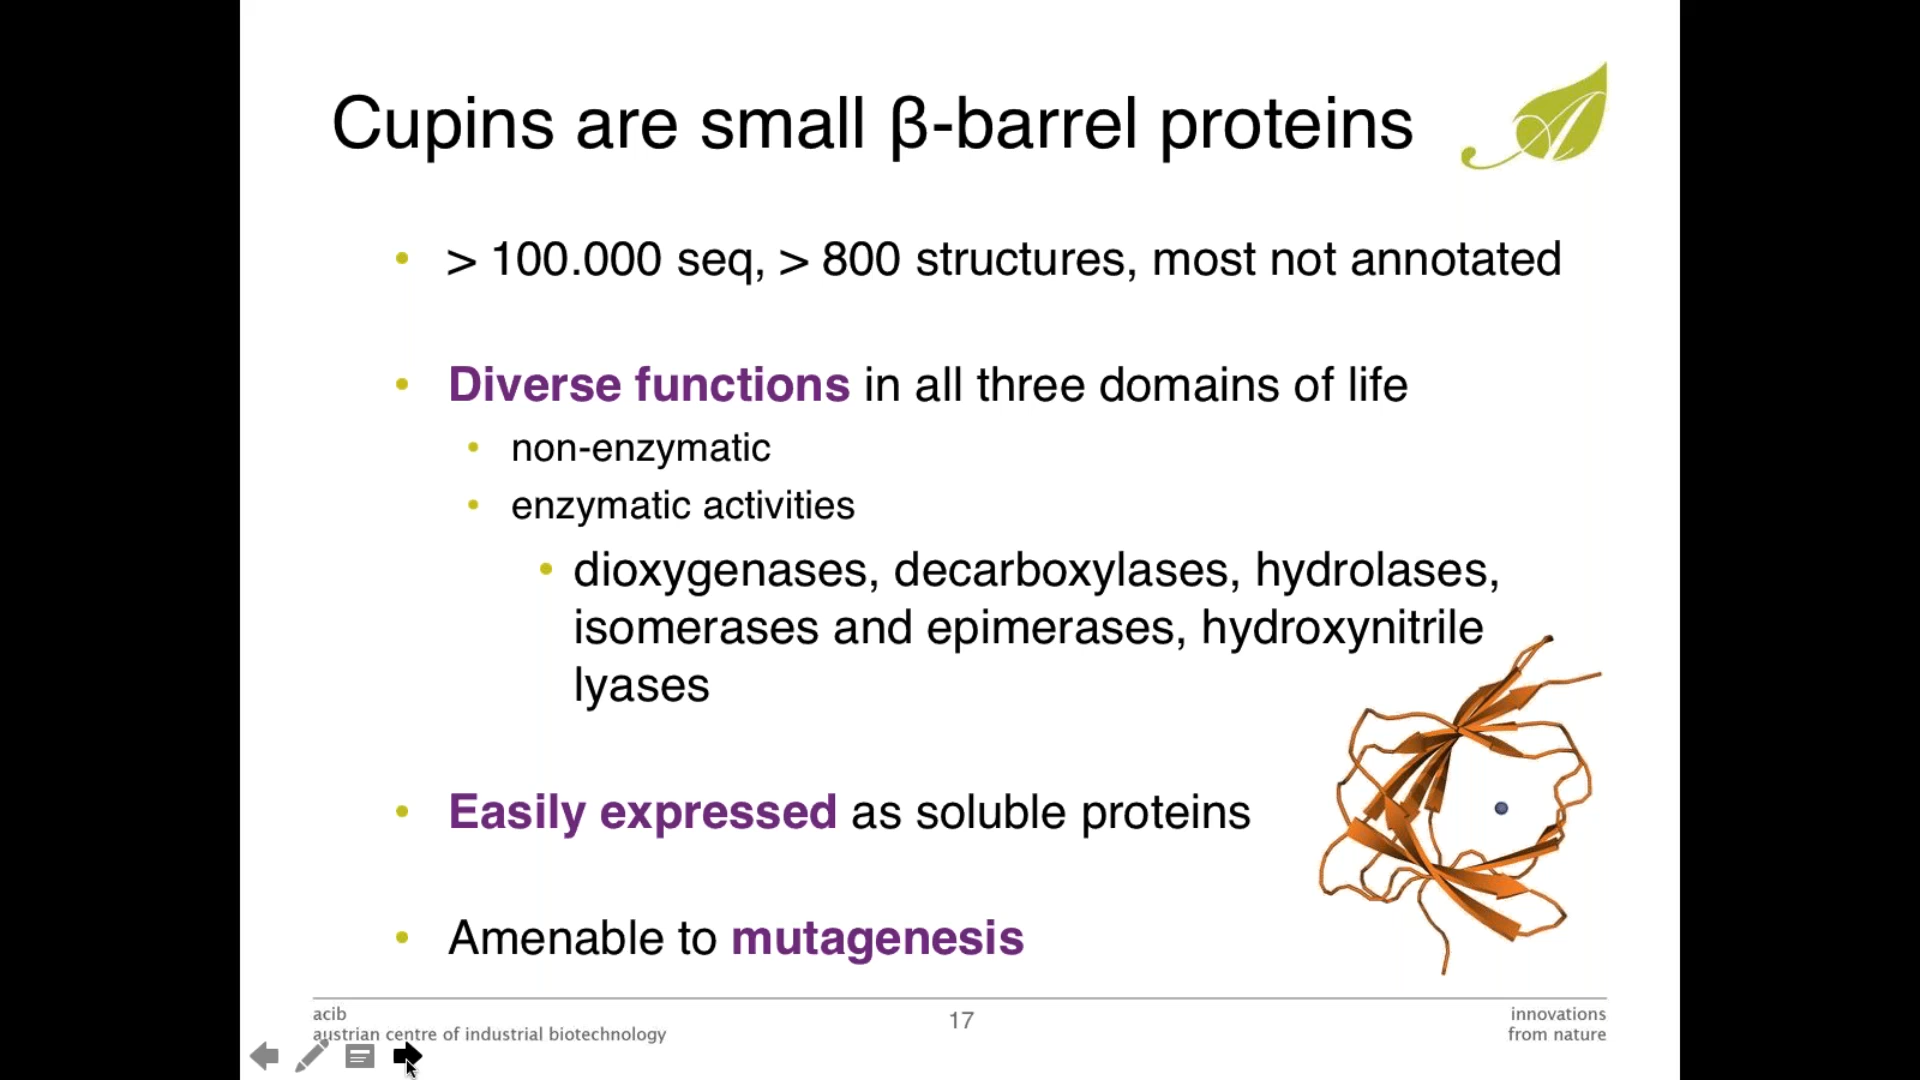 Cupins are small β-barrel proteins
• > 100.000 seq, > 800 structures, most not annotated
• Diverse functions in all three domains of life
• non-enzymatic
• enzymatic activities
• dioxygenases, decarboxylases, hydrolases,
isomerases and epimerases, hydroxynitrile
lyases
• Easily expressed as soluble proteins
• Amenable to mutagenesis
acib
austrian centre of industrial biotechnology
17
innovations
from nature